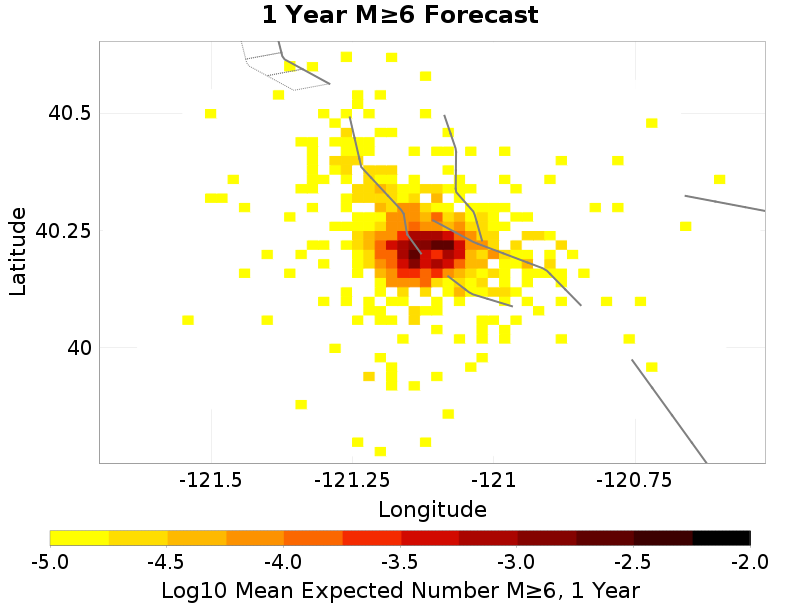 1 Year M≥6 Forecast
40.5
40.25
40
Latitude
-121.5 -121.25 -121 -120.75
Longitude
-5.0 -4.5 -4.0 -3.5 -3.0 -2.5 -2.0
Log10 Mean Expected Number M≥6, 1 Year